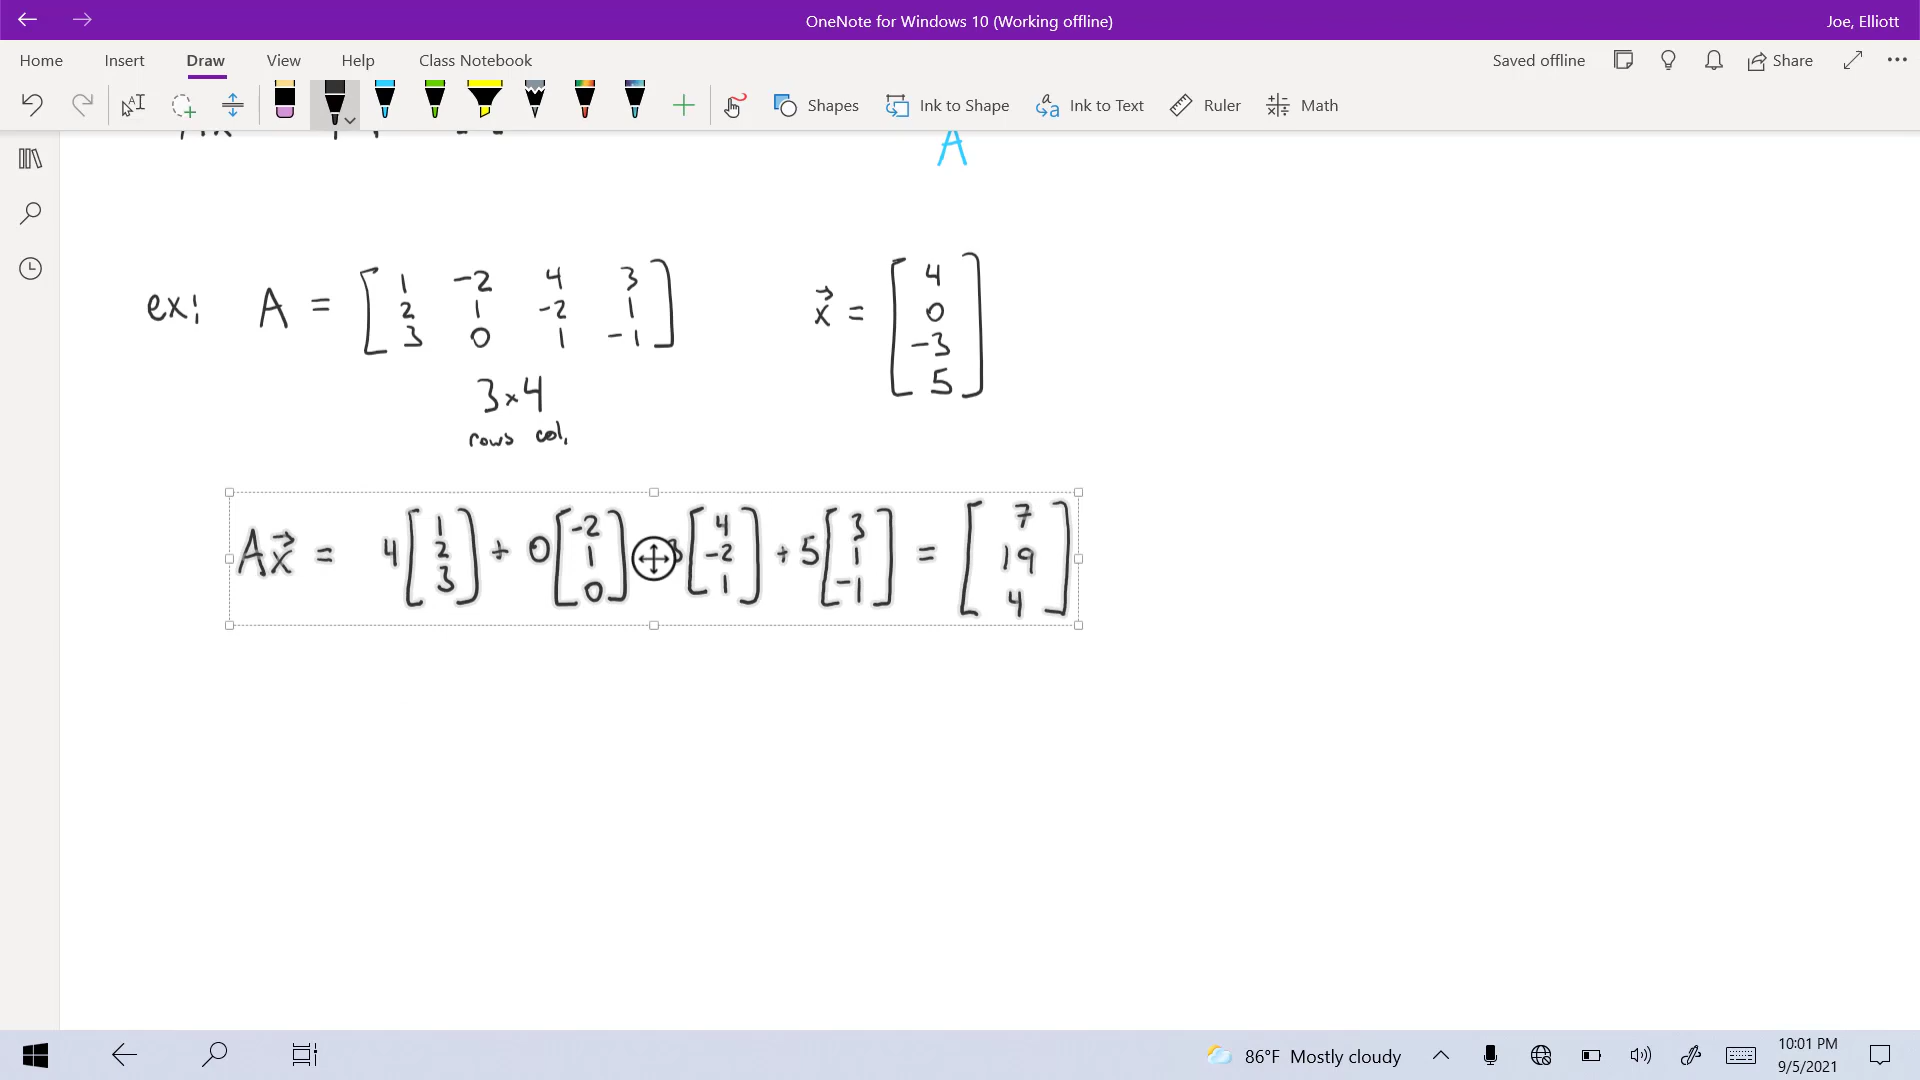 OneNote for Windows 10 (Working offline)
Joe, Elliott
Home Insert Draw View Help Class Notebook
Saved offline Share
Shapes Ink to Shape Ink to Text Ruler Math
A
ex: A = [ 1 -2 4 3
2 1 -2 1
3 0 1 -1 ]
x⃗ = [ 4
0
-3
5 ]
3×4
rows col.
Ax⃗ = 4 [ 1 2 3 ] + 0 [ -2 1 0 ] 3 [ 4 -2 1 ] + 5 [ 3 1 -1 ] = [ 7 19 4 ]
86°F Mostly cloudy
10:01 PM
9/5/2021